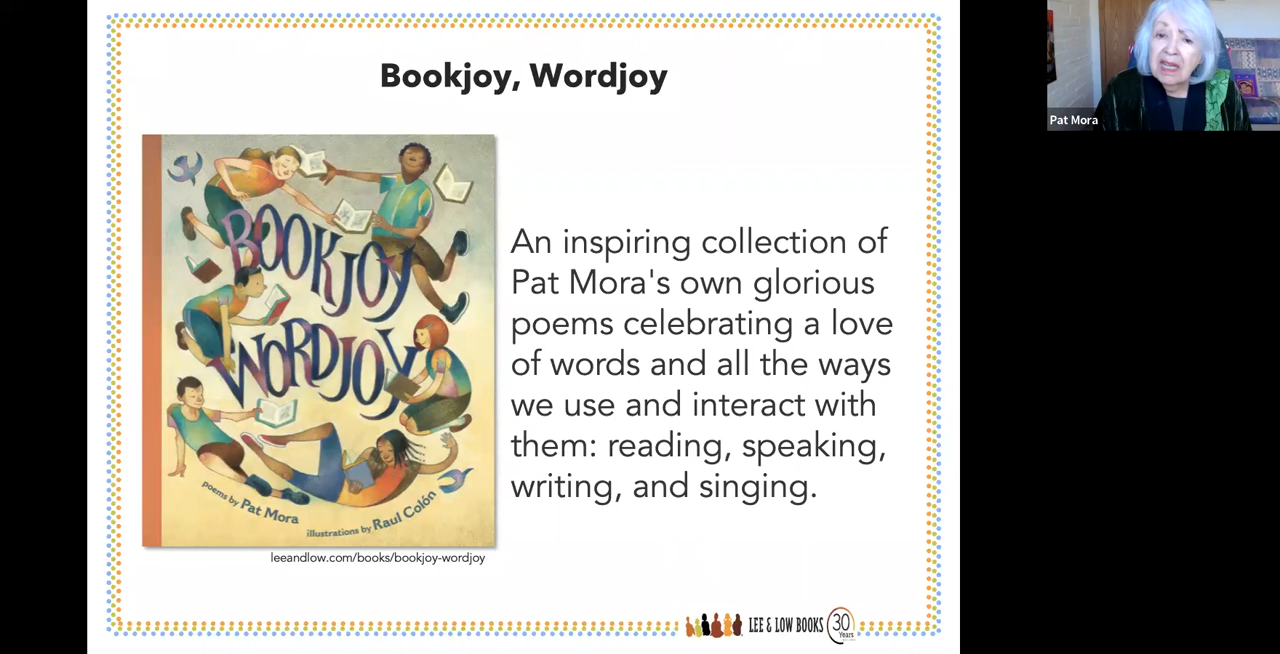 Bookjoy, Wordjoy
BOOKJOY
WORDJOY
poems by Pat Mora
illustrations by Raul Colón
leeandlow.com/books/bookjoy-wordjoy
An inspiring collection of
Pat Mora's own glorious
poems celebrating a love
of words and all the ways
we use and interact with
them: reading, speaking,
writing, and singing.
LEE & LOW BOOKS
30
Years
Pat Mora